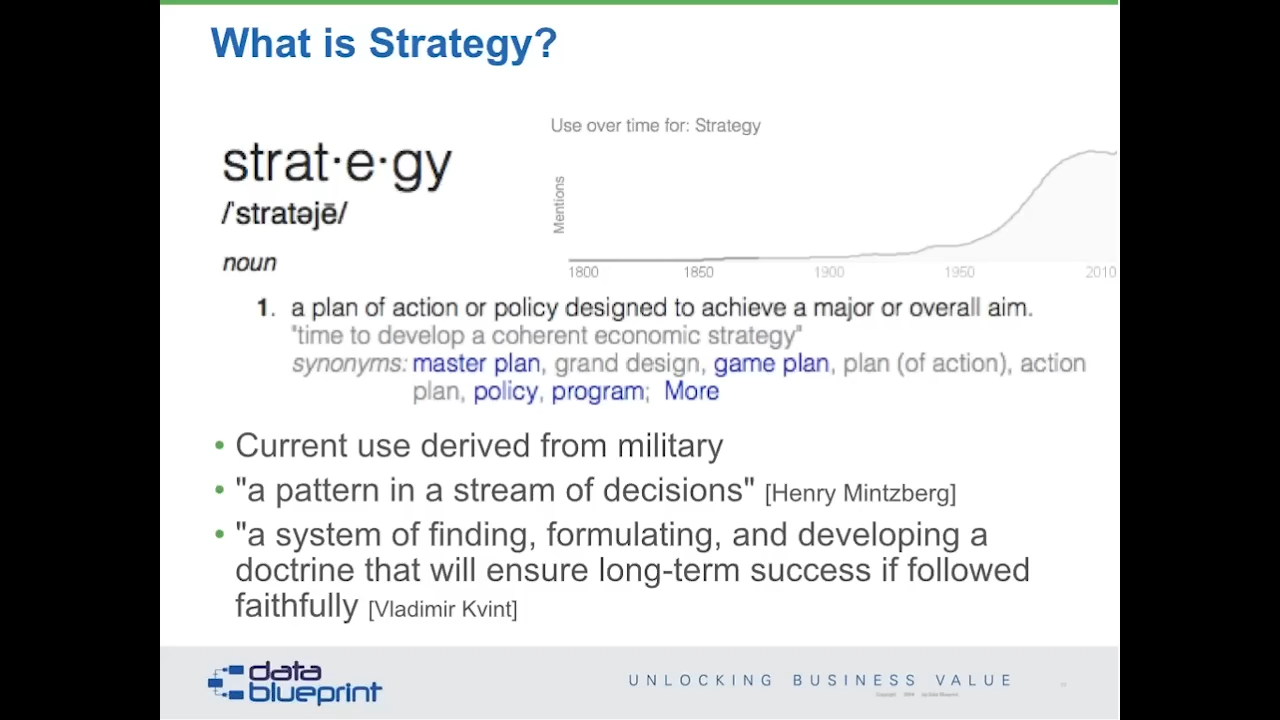 What is Strategy?
Use over time for: Strategy
strat·e·gy
/ˈstratəjē/
Mentions
noun
1800 1850 1900 1950 2010
1. a plan of action or policy designed to achieve a major or overall aim.
"time to develop a coherent economic strategy"
synonyms: master plan, grand design, game plan, plan (of action), action
plan, policy, program; More
• Current use derived from military
• "a pattern in a stream of decisions" [Henry Mintzberg]
• "a system of finding, formulating, and developing a
doctrine that will ensure long-term success if followed
faithfully [Vladimir Kvint]
data
blueprint
UNLOCKING BUSINESS VALUE